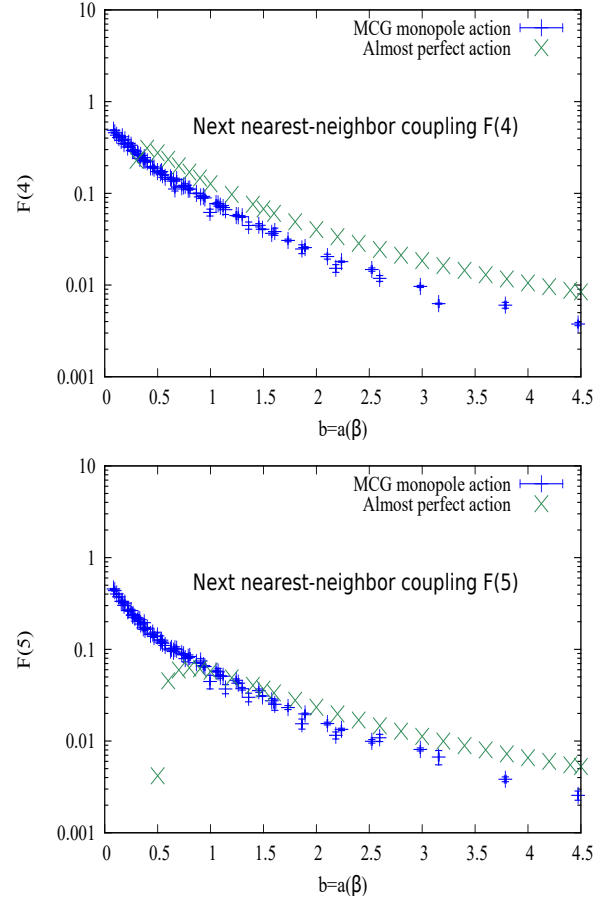 10
1
0.1
0.01
0.001
F(4)
MCG monopole action
Almost perfect action
Next nearest-neighbor coupling F(4)
0 0.5 1 1.5 2 2.5 3 3.5 4 4.5
b=a(β)
10
1
0.1
0.01
0.001
F(5)
MCG monopole action
Almost perfect action
Next nearest-neighbor coupling F(5)
0 0.5 1 1.5 2 2.5 3 3.5 4 4.5
b=a(β)